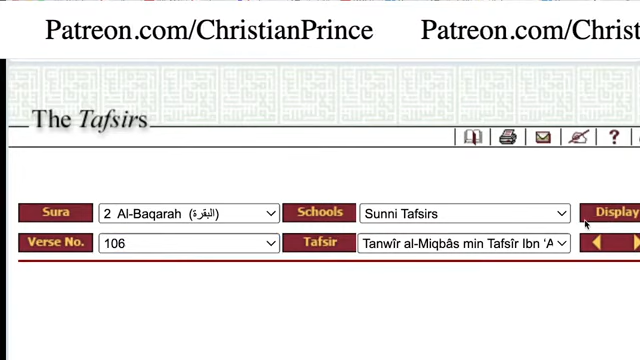 Patreon.com/ChristianPrince Patreon.com/Christ
The Tafsirs
?
Sura 2 Al-Baqarah (البقرة) Schools Sunni Tafsirs Display
Verse No. 106 Tafsir Tanwîr al-Miqbâs min Tafsîr Ibn ‘A